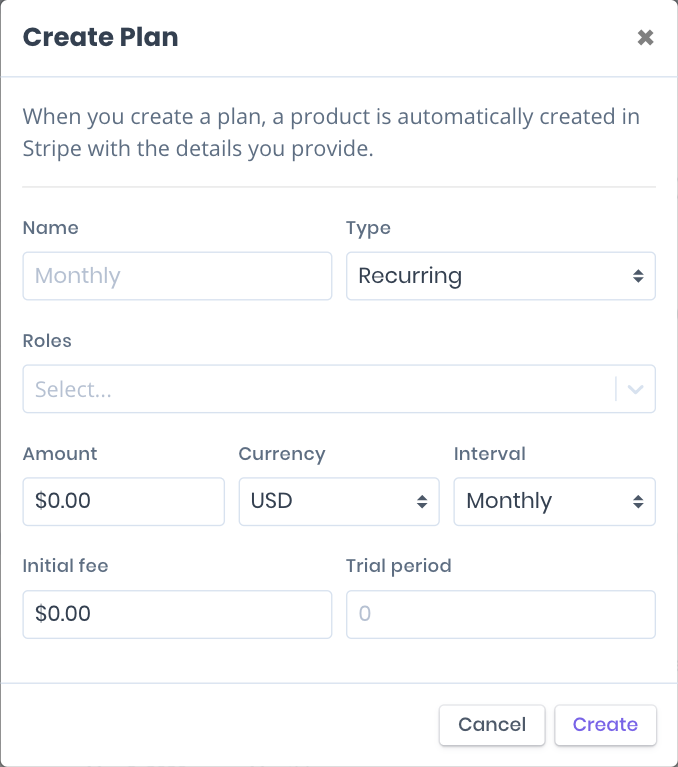 Create Plan ✖
When you create a plan, a product is automatically created in
Stripe with the details you provide.
Name Type
Monthly Recurring
Roles
Select...
Amount Currency Interval
$0.00 USD Monthly
Initial fee Trial period
$0.00 0
Cancel Create